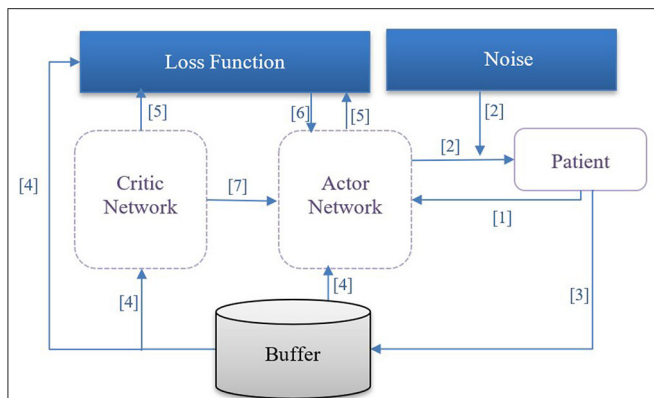 Loss Function
Noise
[5]
[6]
[5]
[2]
[4]
Critic
Network
[7]
Actor
Network
[2]
Patient
[1]
[4]
[4]
[3]
Buffer